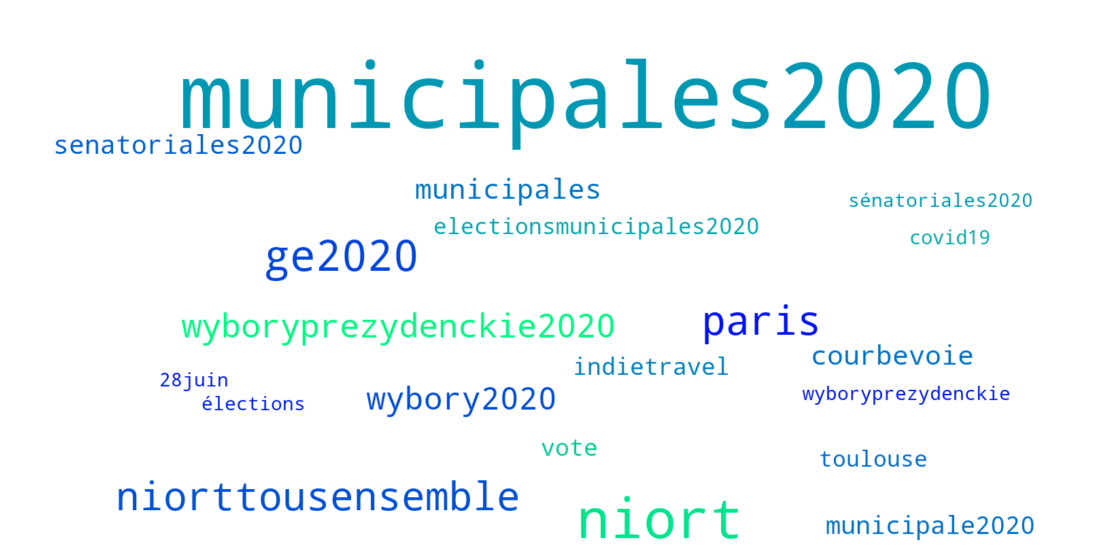 municipales2020
senatoriales2020
municipales
sénatoriales2020
electionsmunicipales2020
covid19
ge2020
wyboryprezydenckie2020
paris
courbevoie
indietravel
28juin
wyboryprezydenckie
wybory2020
élections
vote
toulouse
niorttousensemble
niort
municipale2020